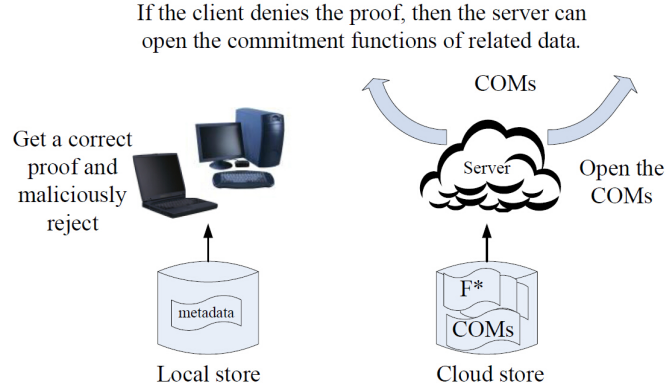 If the client denies the proof, then the server can
open the commitment functions of related data.
COMs
Get a correct
proof and
maliciously
reject
Server
Open the
COMs
metadata
F*
COMs
Local store
Cloud store